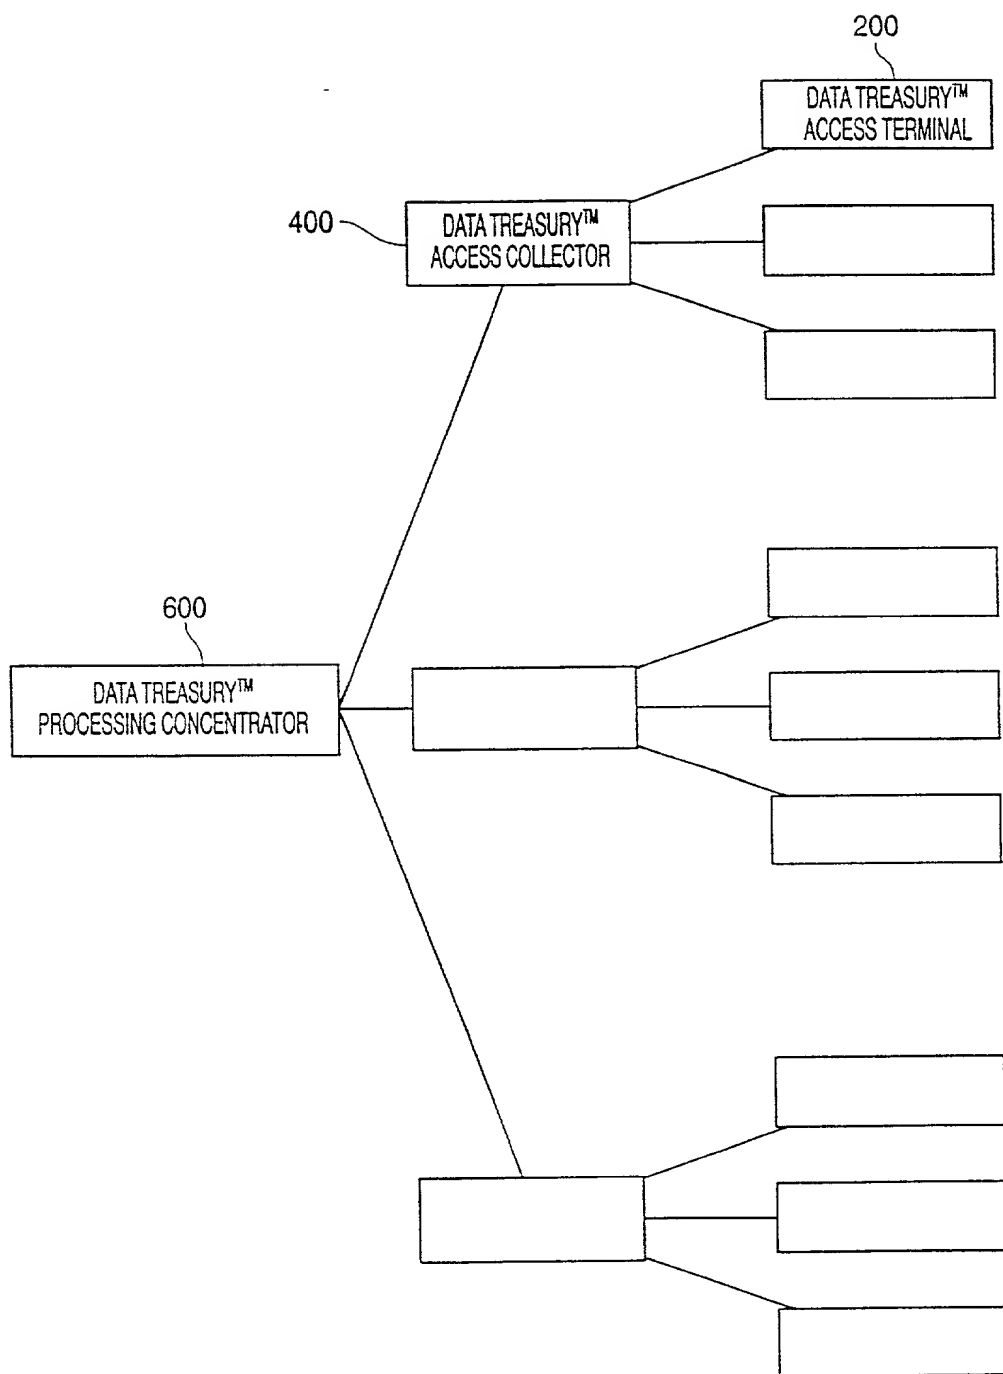 200
DATA TREASURY™
ACCESS TERMINAL
400
DATA TREASURY™
ACCESS COLLECTOR
600
DATA TREASURY™
PROCESSING CONCENTRATOR